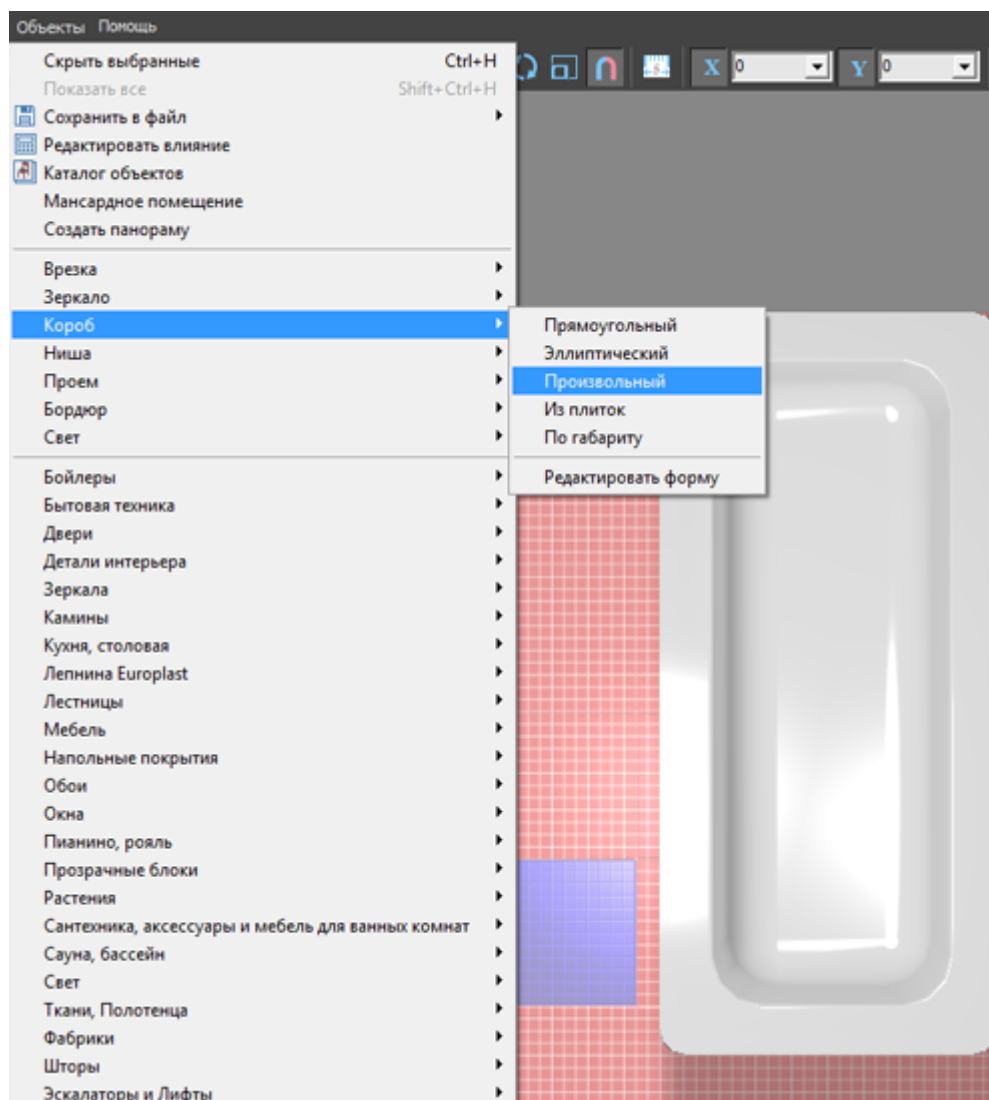 Объекты Помощь
Скрыть выбранные Ctrl+H
Показать все Shift+Ctrl+H
Сохранить в файл
Редактировать влияние
Каталог объектов
Мансардное помещение
Создать панораму
Врезка
Зеркало
Короб
Ниша
Проем
Бордюр
Свет
Бойлеры
Бытовая техника
Двери
Детали интерьера
Зеркала
Камины
Кухня, столовая
Лепнина Europlast
Лестницы
Мебель
Напольные покрытия
Обои
Окна
Пианино, рояль
Прозрачные блоки
Растения
Сантехника, аксессуары и мебель для ванных комнат
Сауна, бассейн
Свет
Ткани, Полотенца
Фабрики
Шторы
Эскалаторы и Лифты
X 0 Y 0
Прямоугольный
Эллиптический
Произвольный
Из плиток
По габариту
Редактировать форму